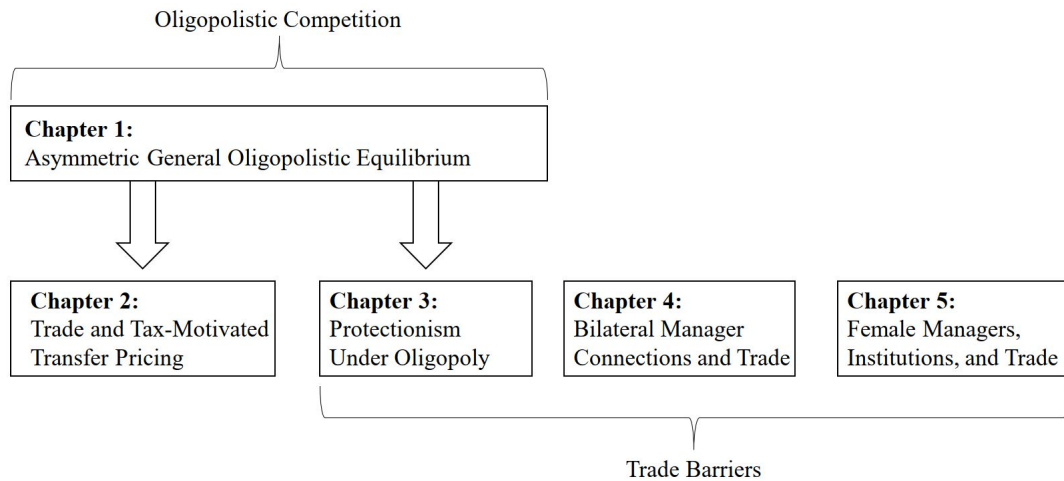 Oligopolistic Competition
Chapter 1:
Asymmetric General Oligopolistic Equilibrium
Chapter 2:
Trade and Tax-Motivated
Transfer Pricing
Chapter 3:
Protectionism
Under Oligopoly
Chapter 4:
Bilateral Manager
Connections and Trade
Chapter 5:
Female Managers,
Institutions, and Trade
Trade Barriers